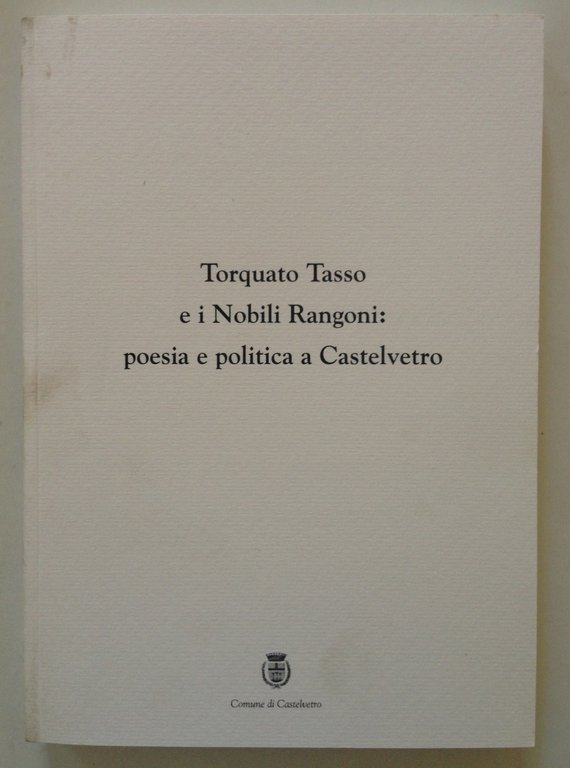 Torquato Tasso
e i Nobili Rangoni:
poesia e politica a Castelvetro
Comune di Castelvetro